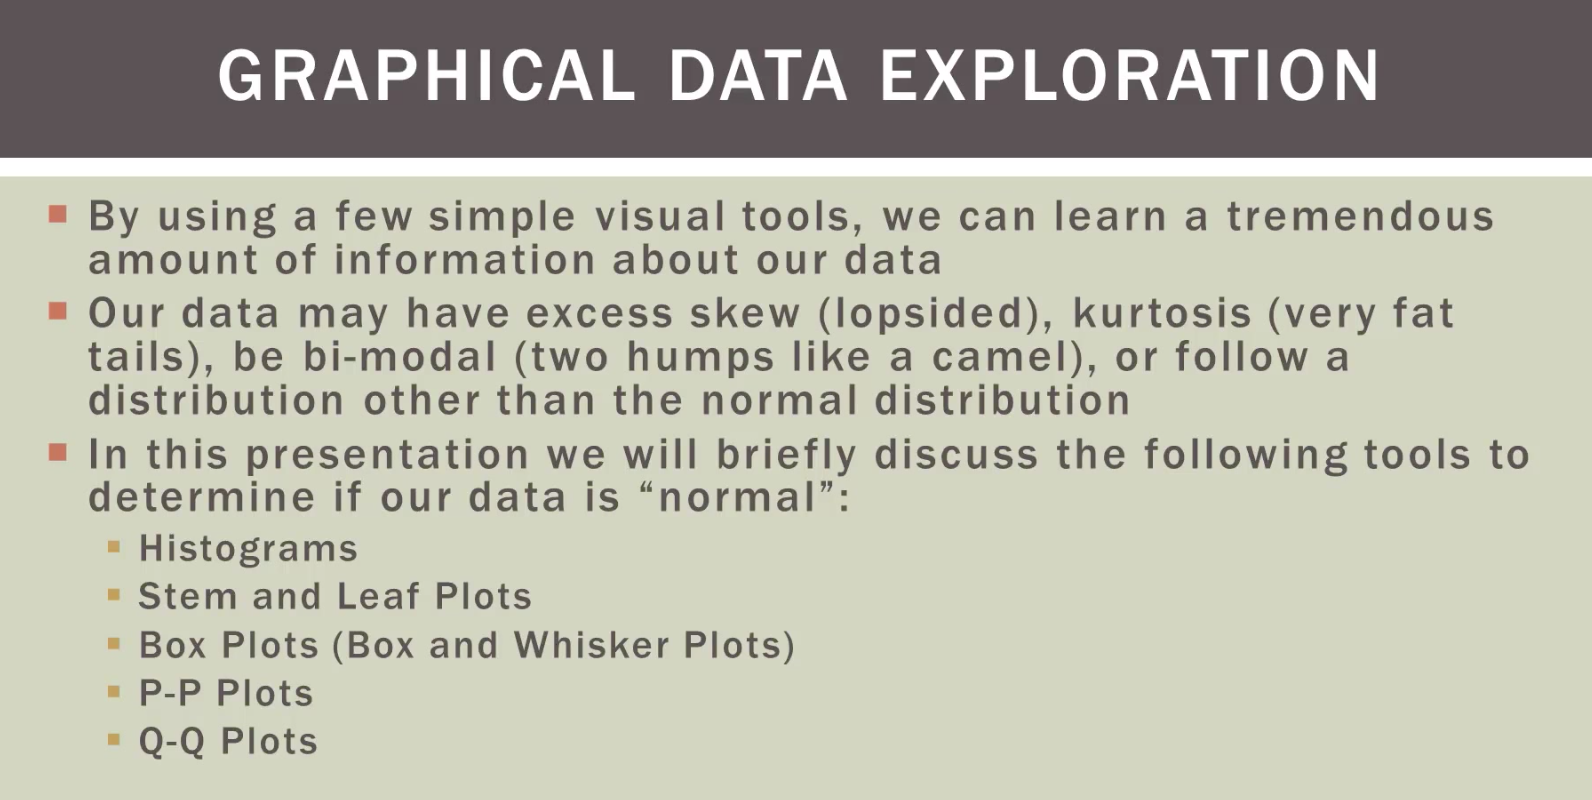 GRAPHICAL DATA EXPLORATION
By using a few simple visual tools, we can learn a tremendous
amount of information about our data
Our data may have excess skew (lopsided), kurtosis (very fat
tails), be bi-modal (two humps like a camel), or follow a
distribution other than the normal distribution
In this presentation we will briefly discuss the following tools to
determine if our data is “normal”:
Histograms
Stem and Leaf Plots
Box Plots (Box and Whisker Plots)
P-P Plots
Q-Q Plots